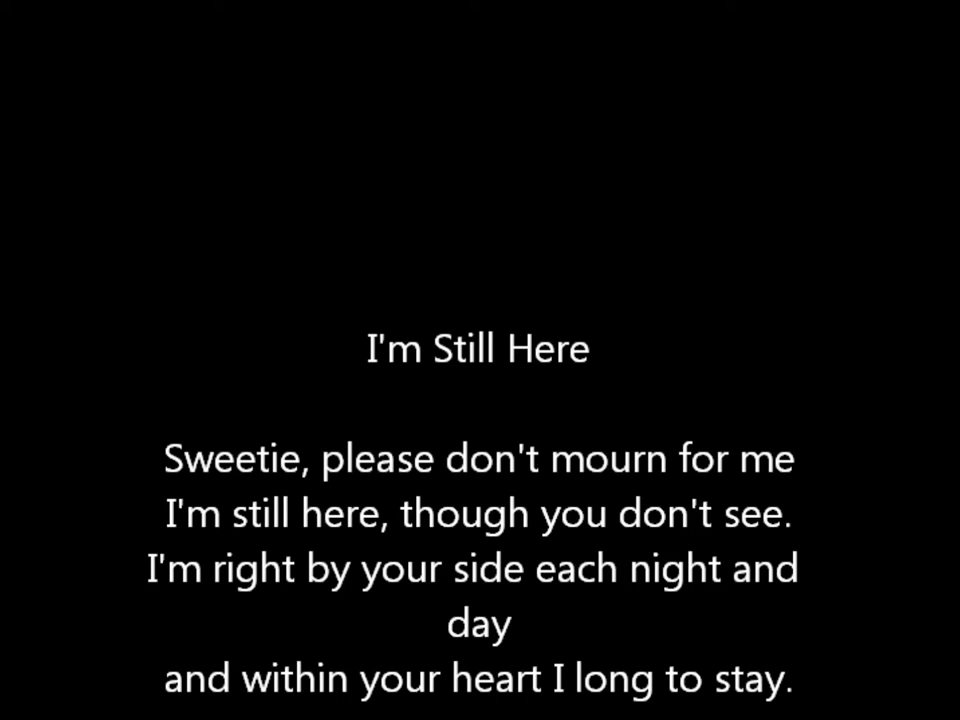 I'm Still Here
Sweetie, please don't mourn for me
I'm still here, though you don't see.
I'm right by your side each night and
day
and within your heart I long to stay.